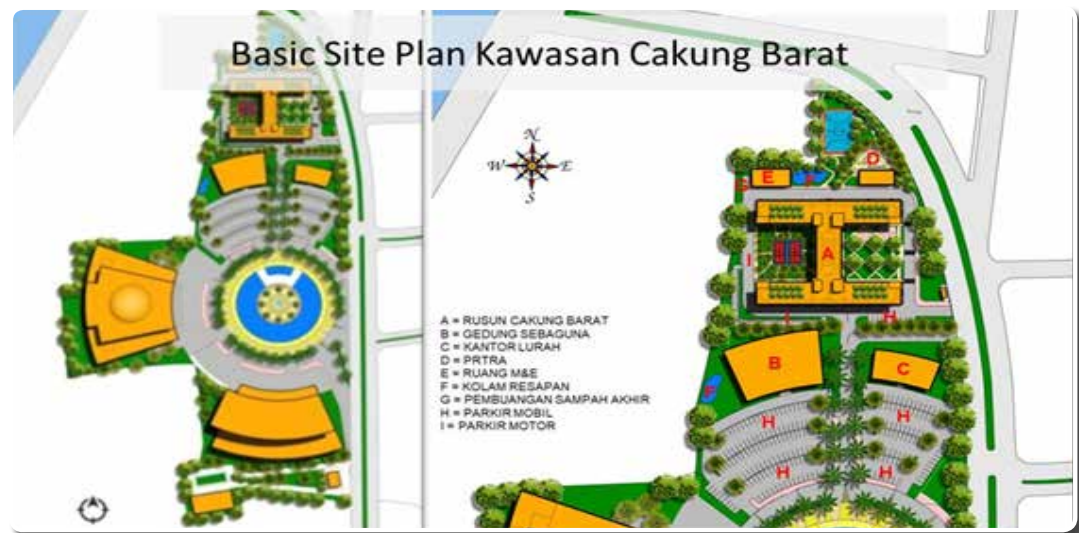 Basic Site Plan Kawasan Cakung Barat
N
W E
S
D
E
F
G
A
I
I
H
A = RUSUN CAKUNG BARAT
B = GEDUNG SEBAGUNA
C = KANTOR LURAH
D = PRTRA
E = RUANG M&E
F = KOLAM RESAPAN
G = PEMBUANGAN SAMPAH AKHIR
H = PARKIR MOBIL
I = PARKIR MOTOR
B
C
F
H
H
H
H